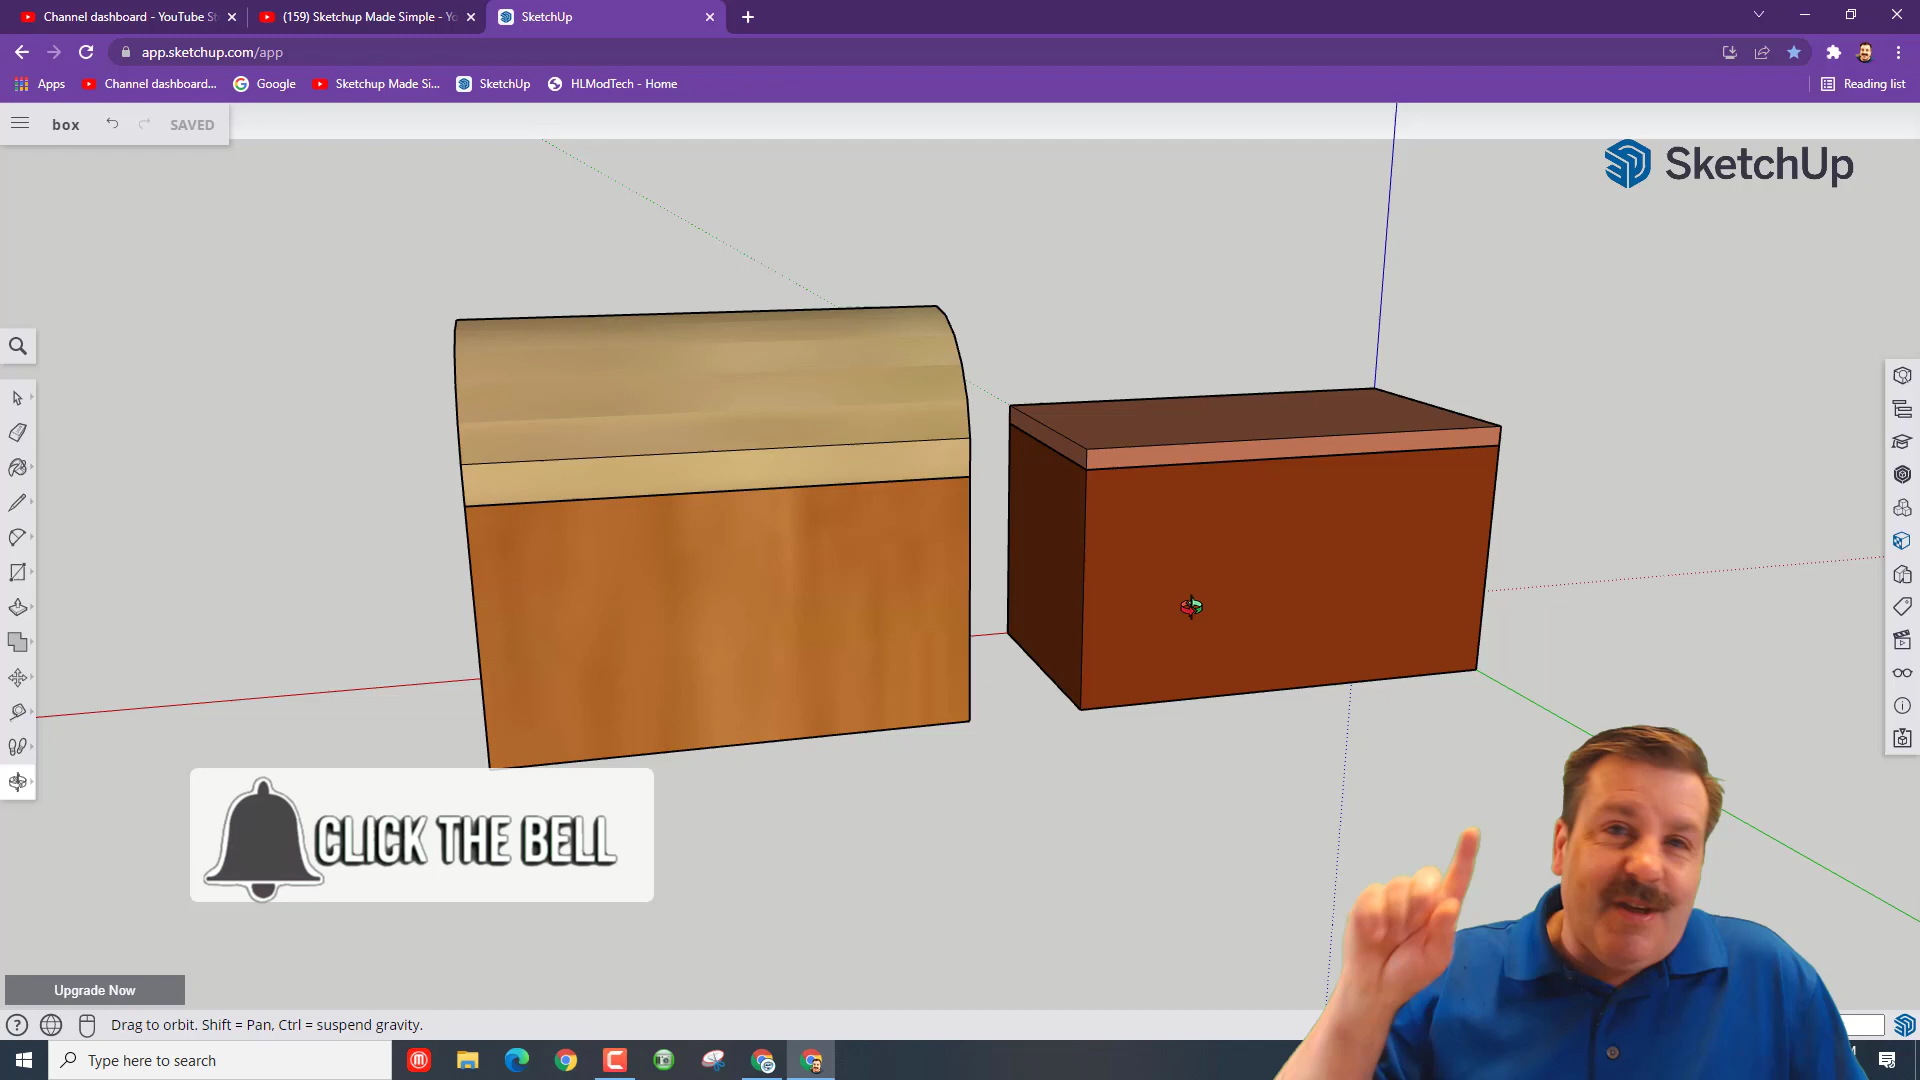 Channel dashboard - YouTube St
(159) Sketchup Made Simple - Yo
SketchUp
app.sketchup.com/app
Apps
Channel dashboard...
Google
Sketchup Made Si...
SketchUp
HLModTech - Home
Reading list
box
SAVED
SketchUp
CLICK THE BELL
Upgrade Now
Drag to orbit. Shift = Pan, Ctrl = suspend gravity.
Type here to search